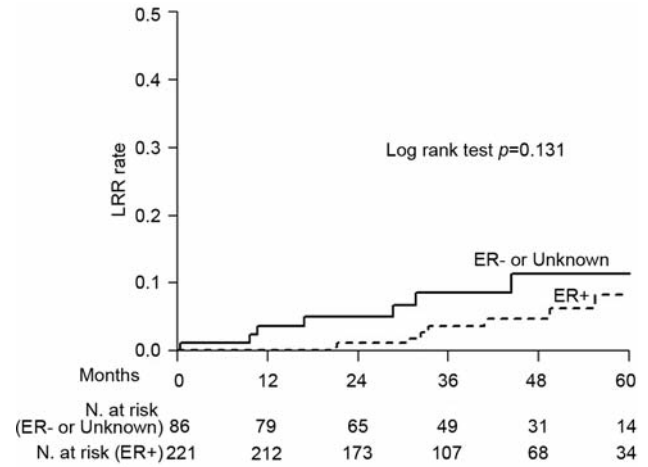 0.5
0.4
0.3
0.2
0.1
0.0
LRR rate
Log rank test p=0.131
ER- or Unknown
ER+
Months 0 12 24 36 48 60
N. at risk
(ER- or Unknown) 86 79 65 49 31 14
N. at risk (ER+) 221 212 173 107 68 34